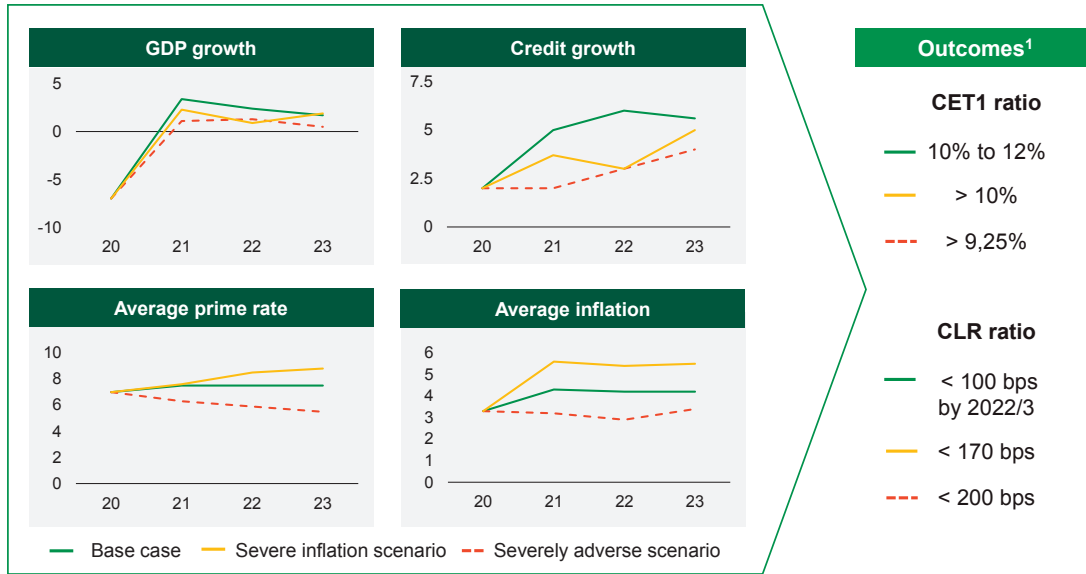 GDP growth
5
0
-5
-10
20 21 22 23
Credit growth
7.5
5
2.5
0
20 21 22 23
Average prime rate
10
8
6
4
2
0
20 21 22 23
Average inflation
6
5
4
3
2
1
0
20 21 22 23
Base case Severe inflation scenario Severely adverse scenario
Outcomes¹
CET1 ratio
10% to 12%
> 10%
> 9,25%
CLR ratio
< 100 bps
by 2022/3
< 170 bps
< 200 bps